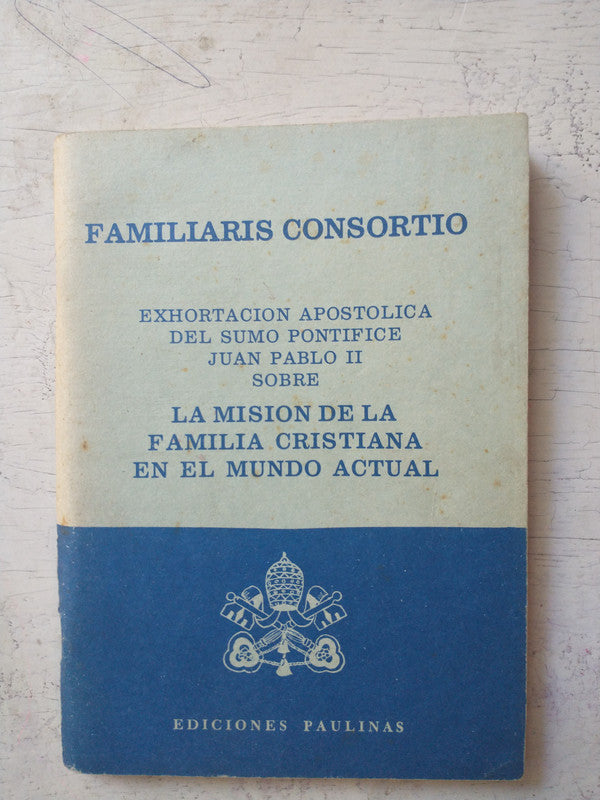 FAMILIARIS CONSORTIO
EXHORTACION APOSTOLICA
DEL SUMO PONTIFICE
JUAN PABLO II
SOBRE
LA MISION DE LA
FAMILIA CRISTIANA
EN EL MUNDO ACTUAL
EDICIONES PAULINAS